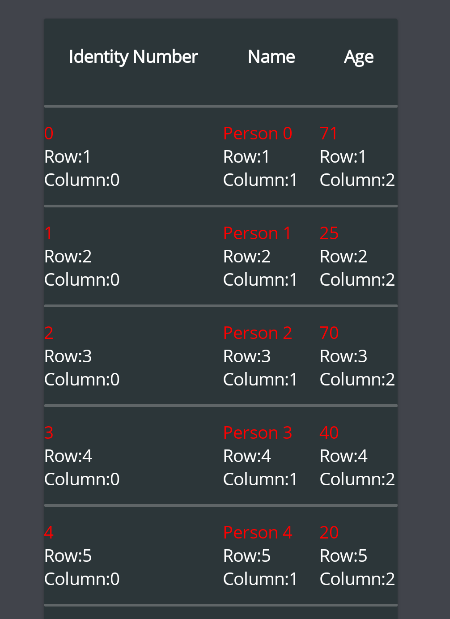 Identity Number Name Age
0 Person 0 71
Row:1 Row:1 Row:1
Column:0 Column:1 Column:2
1 Person 1 25
Row:2 Row:2 Row:2
Column:0 Column:1 Column:2
2 Person 2 70
Row:3 Row:3 Row:3
Column:0 Column:1 Column:2
3 Person 3 40
Row:4 Row:4 Row:4
Column:0 Column:1 Column:2
4 Person 4 20
Row:5 Row:5 Row:5
Column:0 Column:1 Column:2